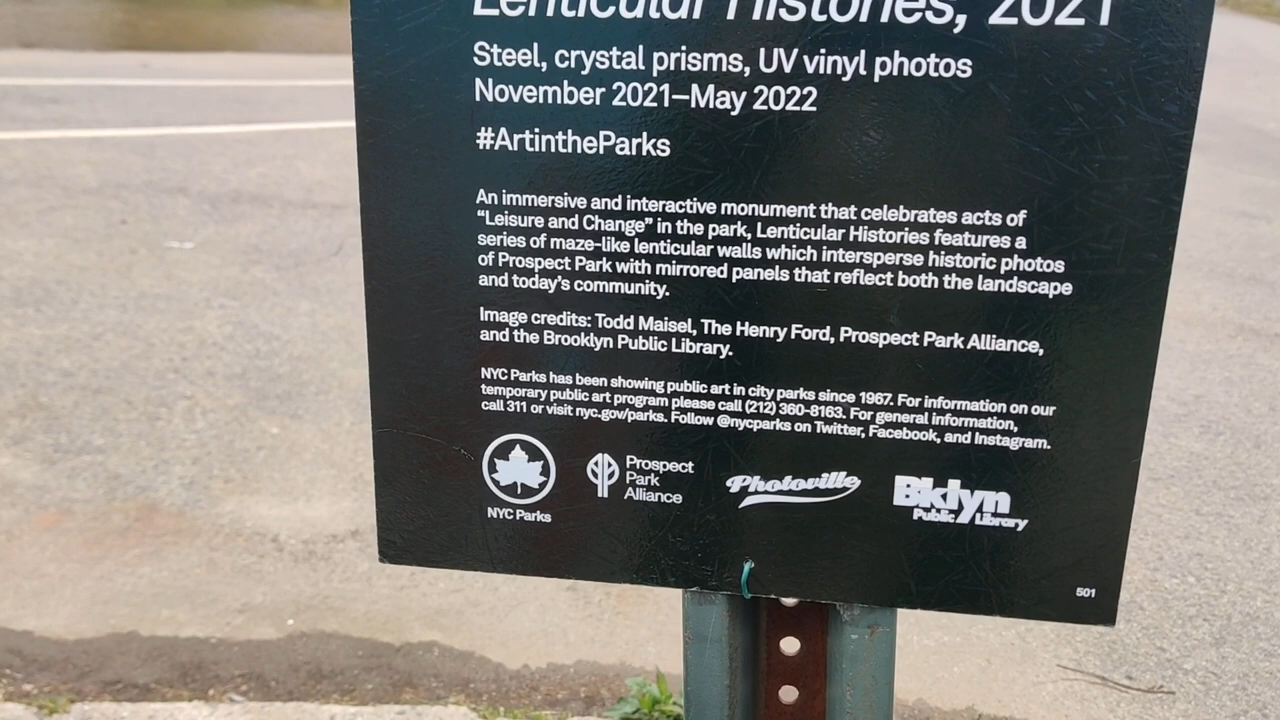 Lenticular Histories, 2021
Steel, crystal prisms, UV vinyl photos
November 2021–May 2022
#ArtintheParks
An immersive and interactive monument that celebrates acts of
“Leisure and Change” in the park, Lenticular Histories features a
series of maze-like lenticular walls which intersperse historic photos
of Prospect Park with mirrored panels that reflect both the landscape
and today's community.
Image credits: Todd Maisel, The Henry Ford, Prospect Park Alliance,
and the Brooklyn Public Library.
NYC Parks has been showing public art in city parks since 1967. For information on our
temporary public art program please call (212) 360-8163. For general information,
call 311 or visit nyc.gov/parks. Follow @nycparks on Twitter, Facebook, and Instagram.
NYC Parks
Prospect
Park
Alliance
Photoville
Bklyn
Public Library
501